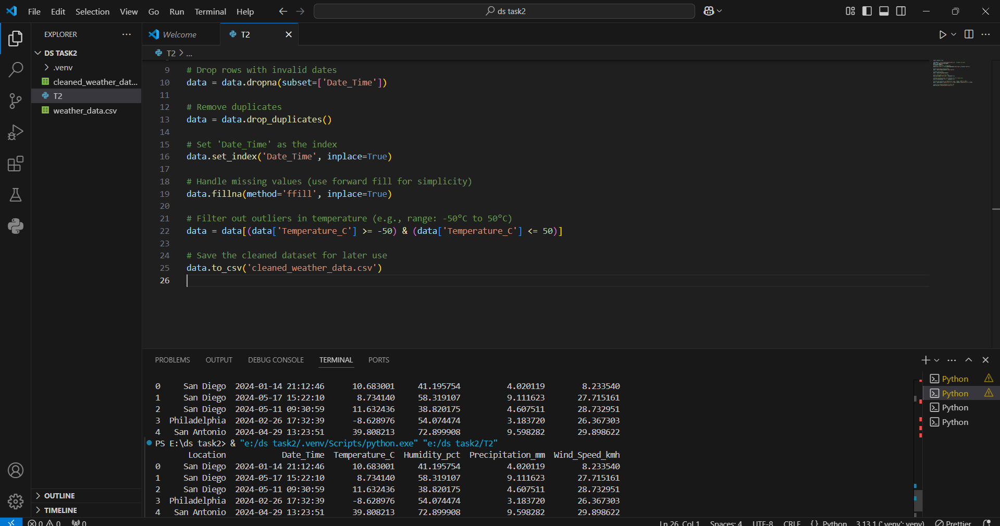 File Edit Selection View Go Run Terminal Help
ds task2
EXPLORER
DS TASK2
.venv
cleaned_weather_dat...
T2
weather_data.csv
OUTLINE
TIMELINE
Welcome
T2
T2 > ...
9 # Drop rows with invalid dates
10 data = data.dropna(subset=['Date_Time'])
11
12 # Remove duplicates
13 data = data.drop_duplicates()
14
15 # Set 'Date_Time' as the index
16 data.set_index('Date_Time', inplace=True)
17
18 # Handle missing values (use forward fill for simplicity)
19 data.fillna(method='ffill', inplace=True)
20
21 # Filter out outliers in temperature (e.g., range: -50°C to 50°C)
22 data = data[(data['Temperature_C'] >= -50) & (data['Temperature_C'] <= 50)]
23
24 # Save the cleaned dataset for later use
25 data.to_csv('cleaned_weather_data.csv')
26
PROBLEMS OUTPUT DEBUG CONSOLE TERMINAL PORTS
0 San Diego 2024-01-14 21:12:46 10.683001 41.195754 4.020119 8.233540
1 San Diego 2024-05-17 15:22:10 8.734140 58.319107 9.111623 27.715161
2 San Diego 2024-05-11 09:30:59 11.632436 38.820175 4.607511 28.732951
3 Philadelphia 2024-02-26 17:32:39 -8.628976 54.074474 3.183720 26.367303
4 San Antonio 2024-04-29 13:23:51 39.808213 72.899908 9.598282 29.898622
PS E:\ds task2> & "e:/ds task2/.venv/Scripts/python.exe" "e:/ds task2/T2"
Location Date_Time Temperature_C Humidity_pct Precipitation_mm Wind_Speed_kmh
0 San Diego 2024-01-14 21:12:46 10.683001 41.195754 4.020119 8.233540
1 San Diego 2024-05-17 15:22:10 8.734140 58.319107 9.111623 27.715161
2 San Diego 2024-05-11 09:30:59 11.632436 38.820175 4.607511 28.732951
3 Philadelphia 2024-02-26 17:32:39 -8.628976 54.074474 3.183720 26.367303
4 San Antonio 2024-04-29 13:23:51 39.808213 72.899908 9.598282 29.898622
Python
Python
Python
Python
0 0 0
Ln 26, Col 1 Spaces: 4 UTF-8 CRLF {} Python 3.13.1 ('.venv': venv) Prettier